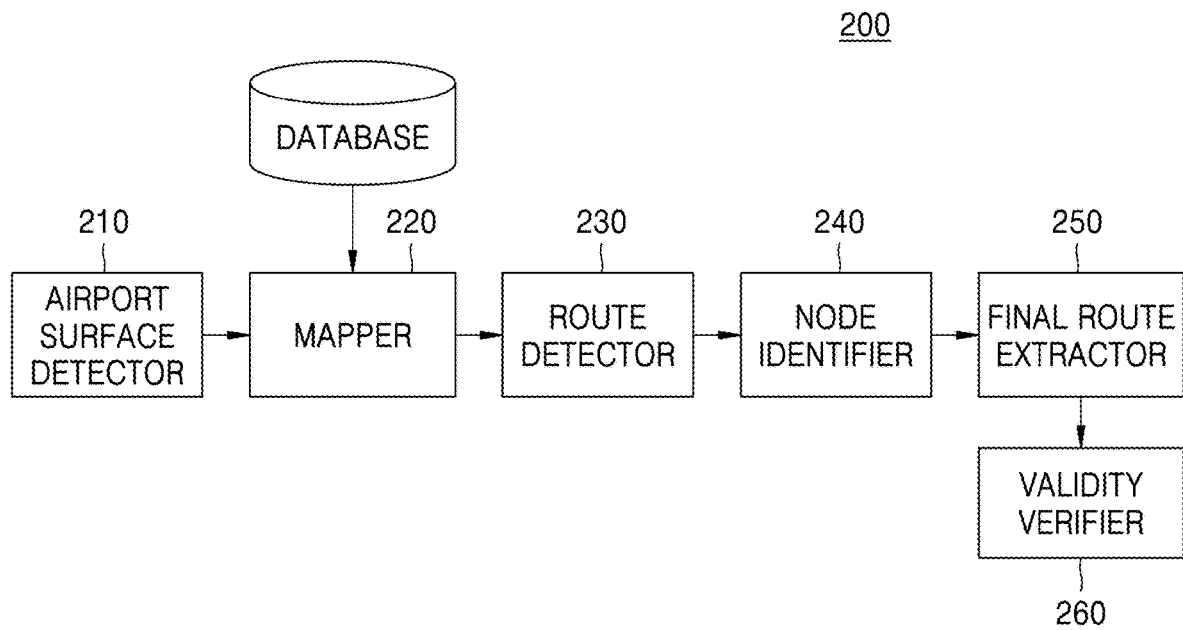 200
DATABASE
210
220
230
240
250
AIRPORT
SURFACE
DETECTOR
MAPPER
ROUTE
DETECTOR
NODE
IDENTIFIER
FINAL ROUTE
EXTRACTOR
VALIDITY
VERIFIER
260